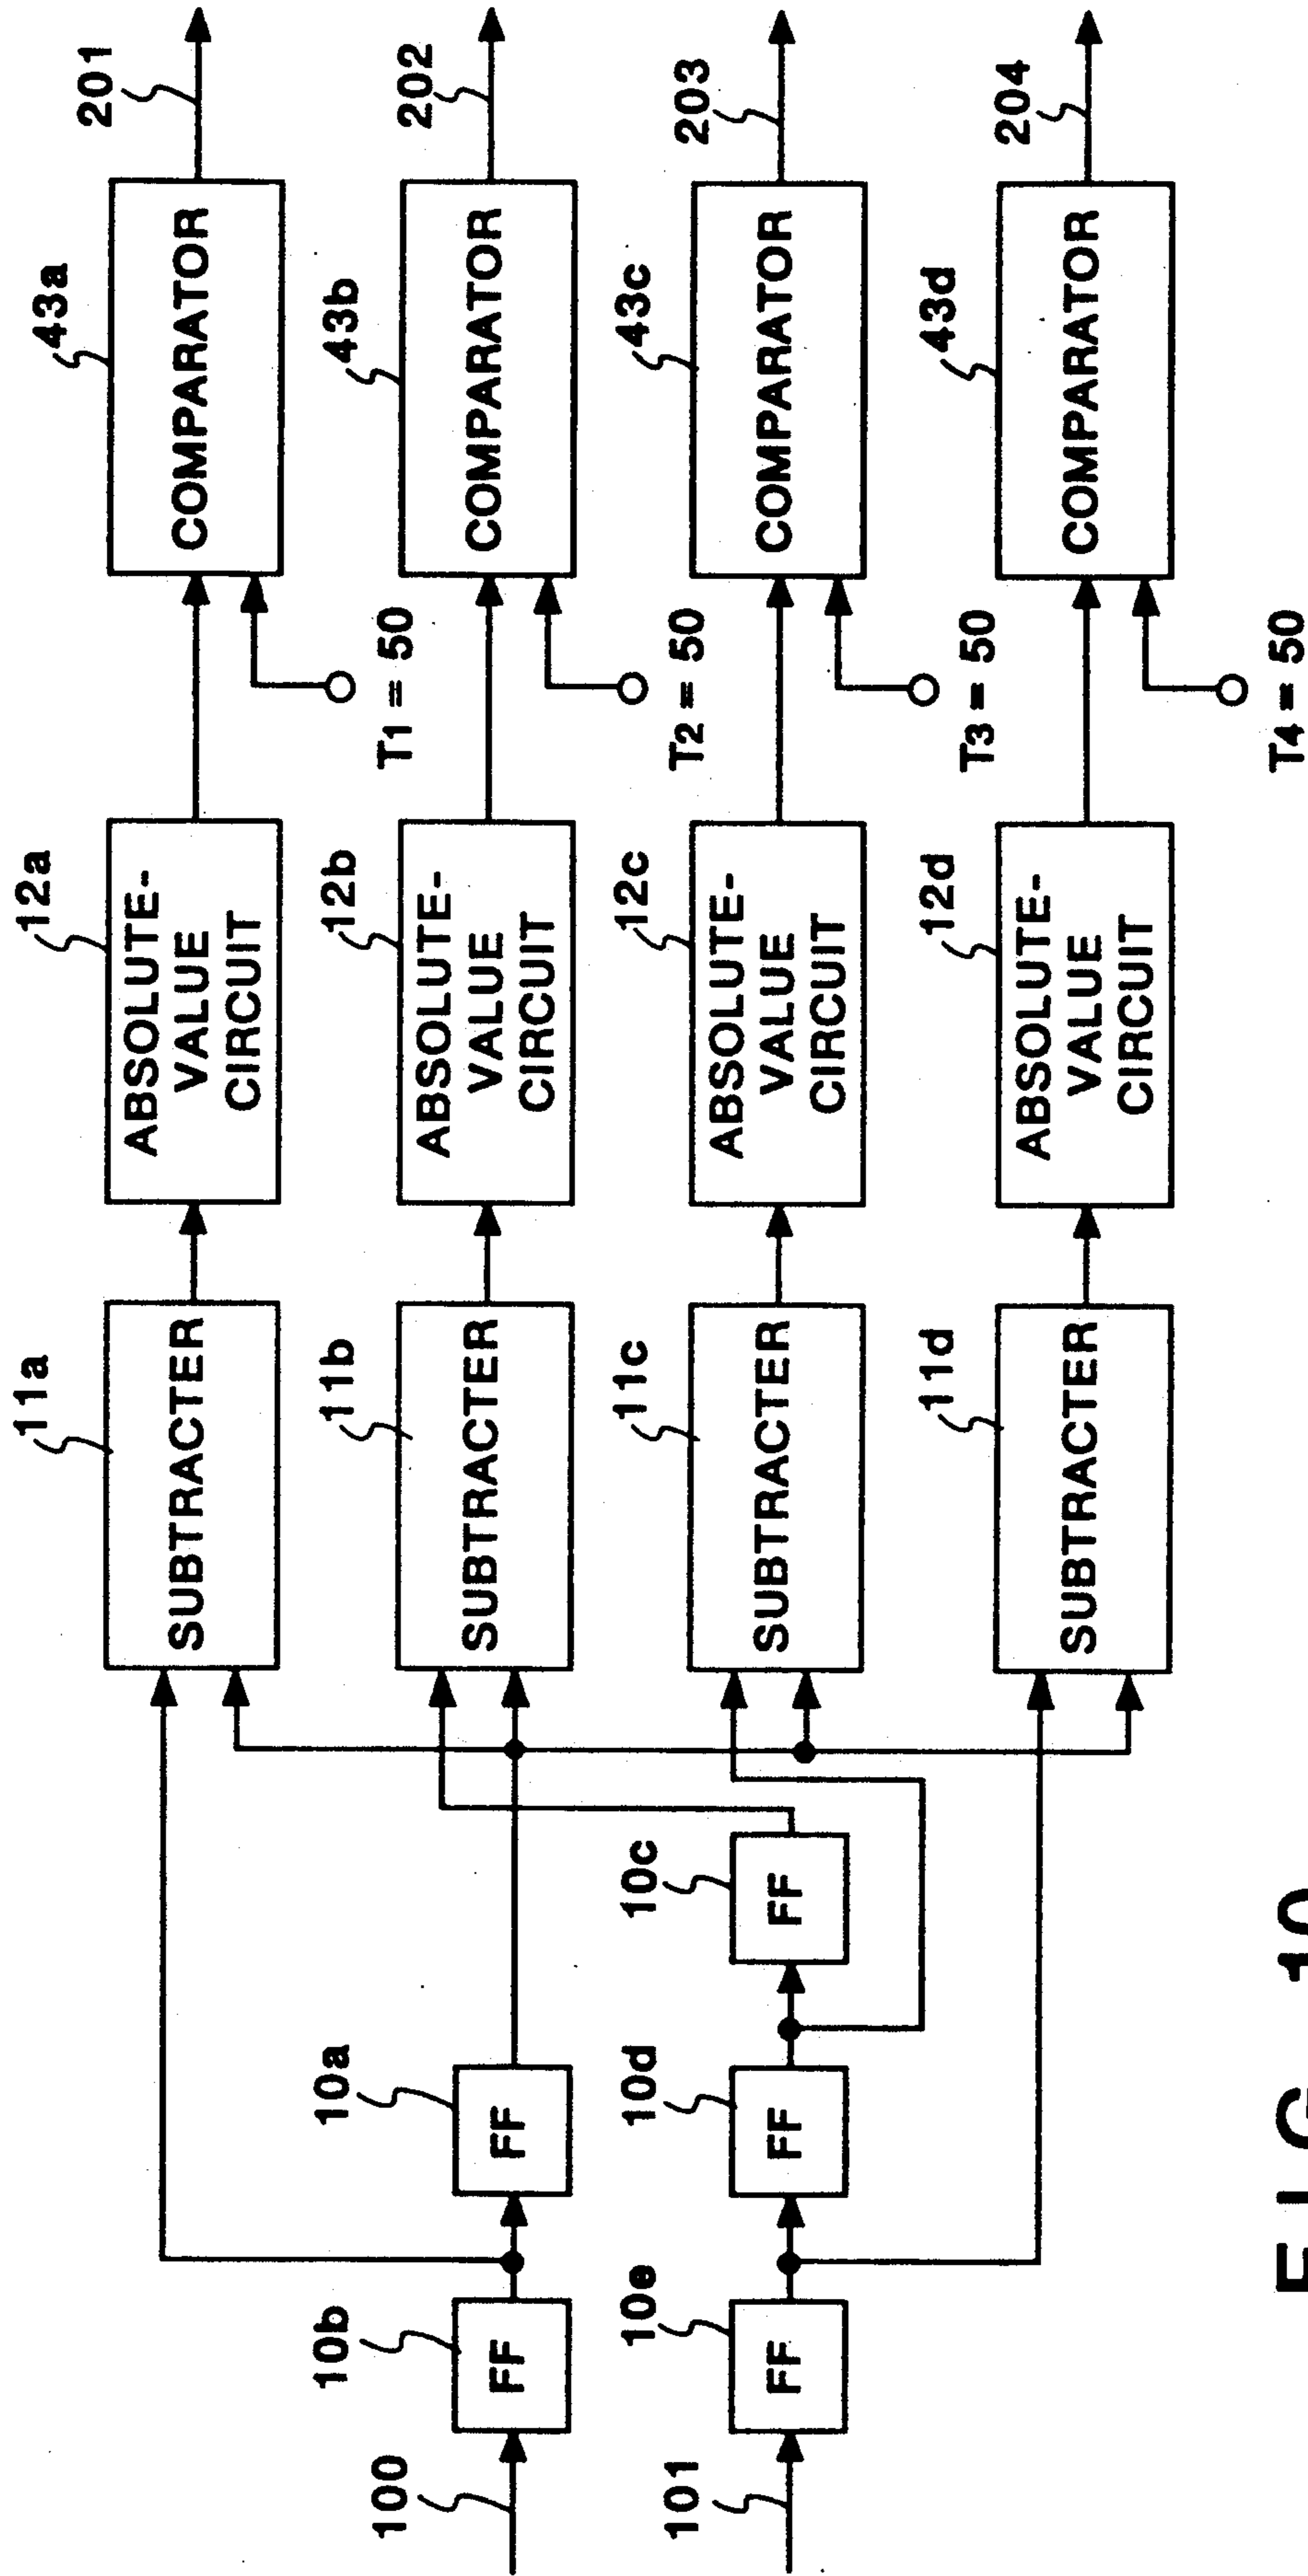 100
101
10b
FF
10a
FF
10e
FF
10d
FF
10c
FF
11a
SUBTRACTER
12a
ABSOLUTE-
VALUE
CIRCUIT
T1 = 50
43a
COMPARATOR
201
11b
SUBTRACTER
12b
ABSOLUTE-
VALUE
CIRCUIT
T2 = 50
43b
COMPARATOR
202
11c
SUBTRACTER
12c
ABSOLUTE-
VALUE
CIRCUIT
T3 = 50
43c
COMPARATOR
203
11d
SUBTRACTER
12d
ABSOLUTE-
VALUE
CIRCUIT
T4 = 50
43d
COMPARATOR
204
FIG. 10